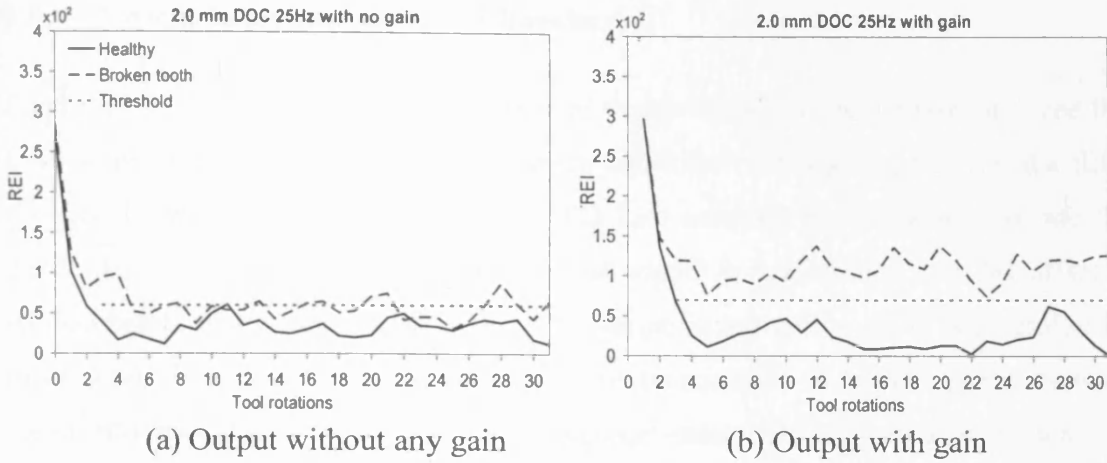 2.0 mm DOC 25Hz with no gain
x10²
4
3.5
3
2.5
2
1.5
1
0.5
0
REI
Healthy
Broken tooth
Threshold
0 2 4 6 8 10 12 14 16 18 20 22 24 26 28 30
Tool rotations
(a) Output without any gain
2.0 mm DOC 25Hz with gain
x10²
4
3.5
3
2.5
2
1.5
1
0.5
0
REI
0 2 4 6 8 10 12 14 16 18 20 22 24 26 28 30
Tool rotations
(b) Output with gain